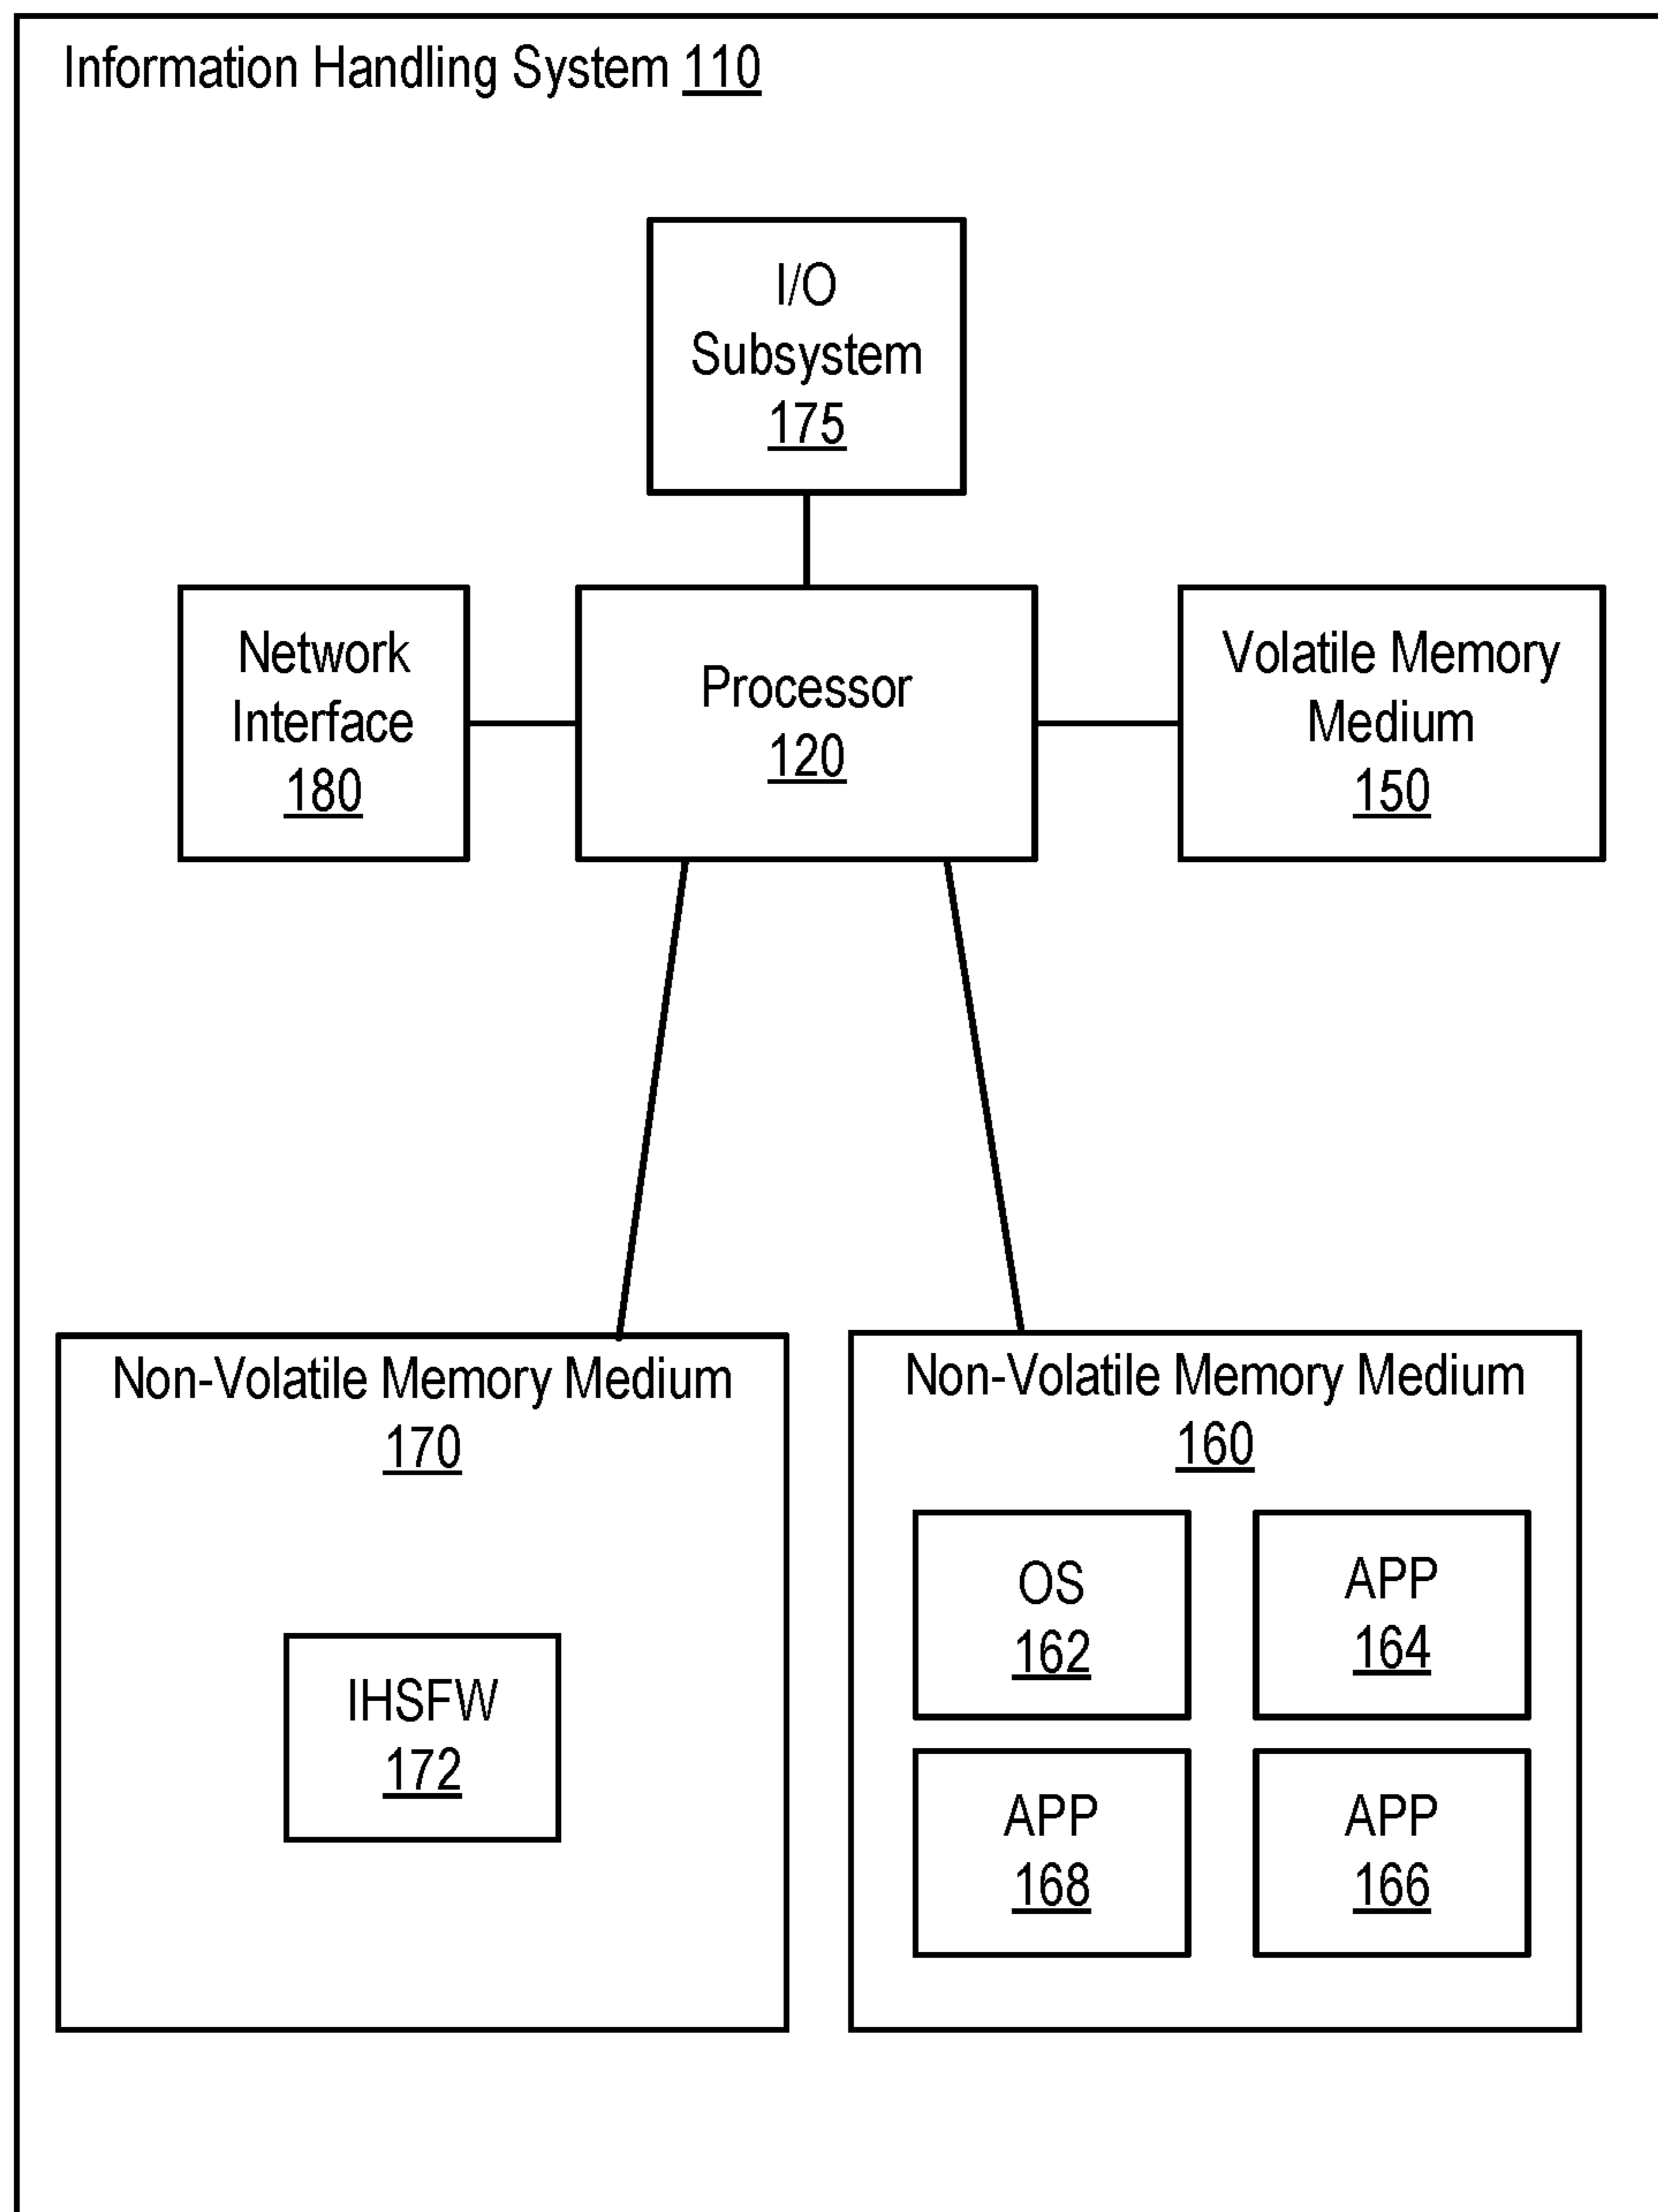 Information Handling System 110
I/O
Subsystem
175
Network
Interface
180
Processor
120
Volatile Memory
Medium
150
Non-Volatile Memory Medium
170
IHSFW
172
Non-Volatile Memory Medium
160
OS
162
APP
164
APP
168
APP
166